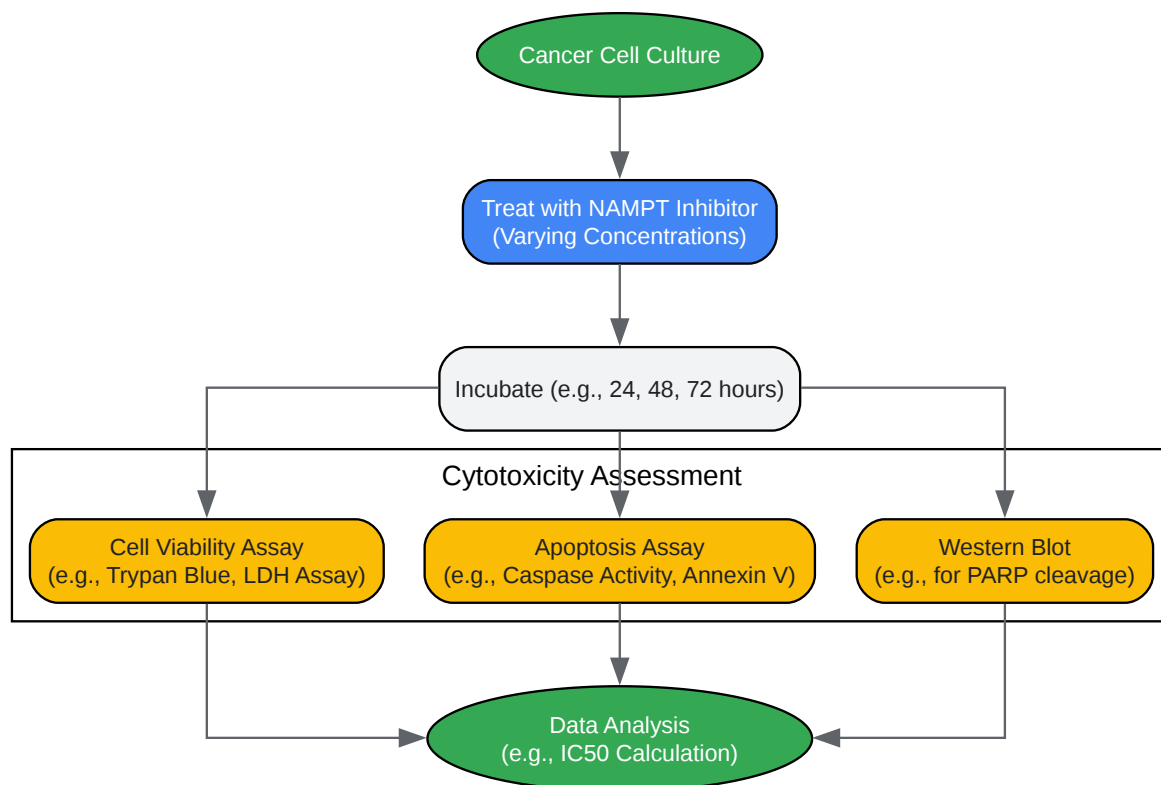 Cancer Cell Culture
Treat with NAMPT Inhibitor
(Varying Concentrations)
Incubate (e.g., 24, 48, 72 hours)
Cytotoxicity Assessment
Cell Viability Assay
(e.g., Trypan Blue, LDH Assay)
Apoptosis Assay
(e.g., Caspase Activity, Annexin V)
Western Blot
(e.g., for PARP cleavage)
Data Analysis
(e.g., IC50 Calculation)